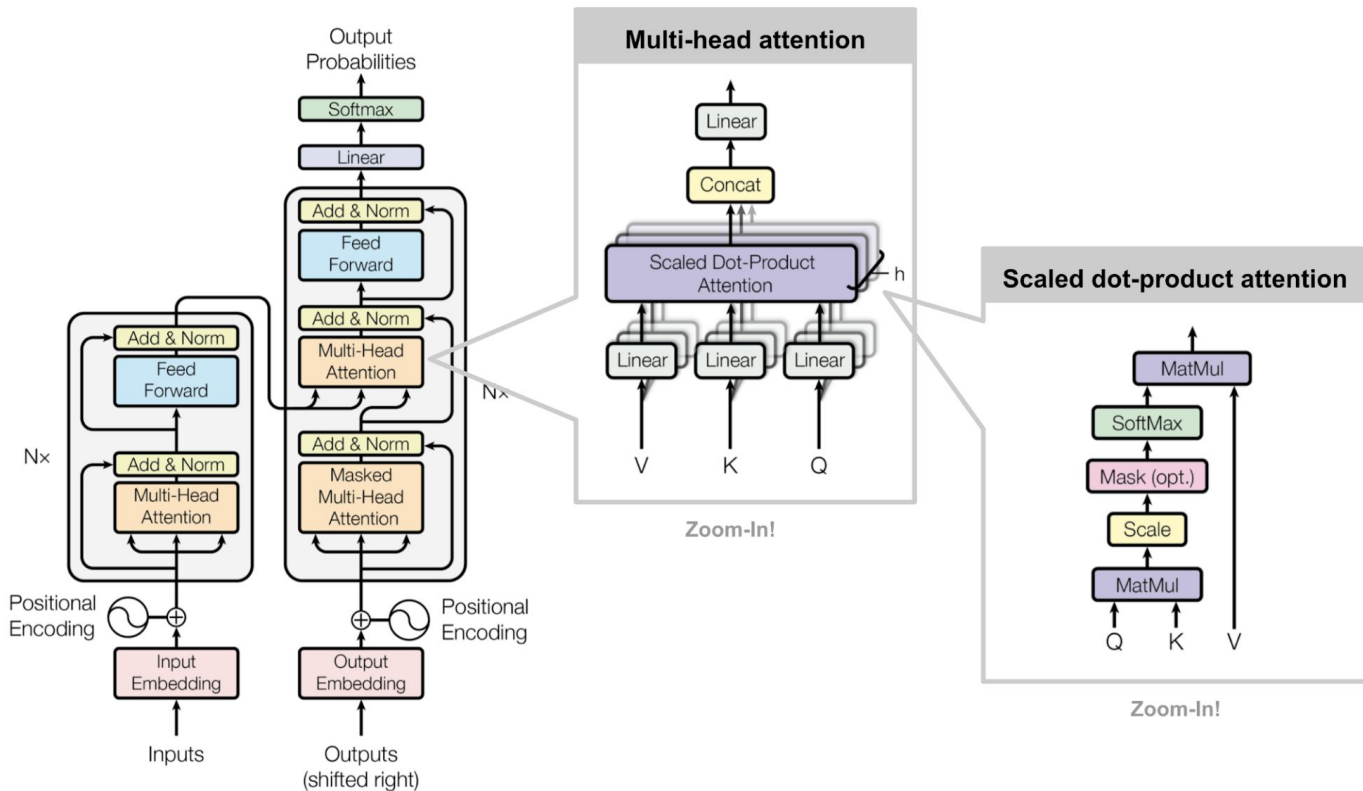 Output
Probabilities
Softmax
Linear
Add & Norm
Feed
Forward
Add & Norm
Multi-Head
Attention
Nx
Add & Norm
Masked
Multi-Head
Attention
Positional
Encoding
Output
Embedding
Outputs
(shifted right)
Add & Norm
Feed
Forward
Nx
Add & Norm
Multi-Head
Attention
Positional
Encoding
Input
Embedding
Inputs
Multi-head attention
Linear
Concat
Scaled Dot-Product
Attention
h
Linear
Linear
Linear
V
K
Q
Zoom-In!
Scaled dot-product attention
MatMul
SoftMax
Mask (opt.)
Scale
MatMul
Q
K
V
Zoom-In!